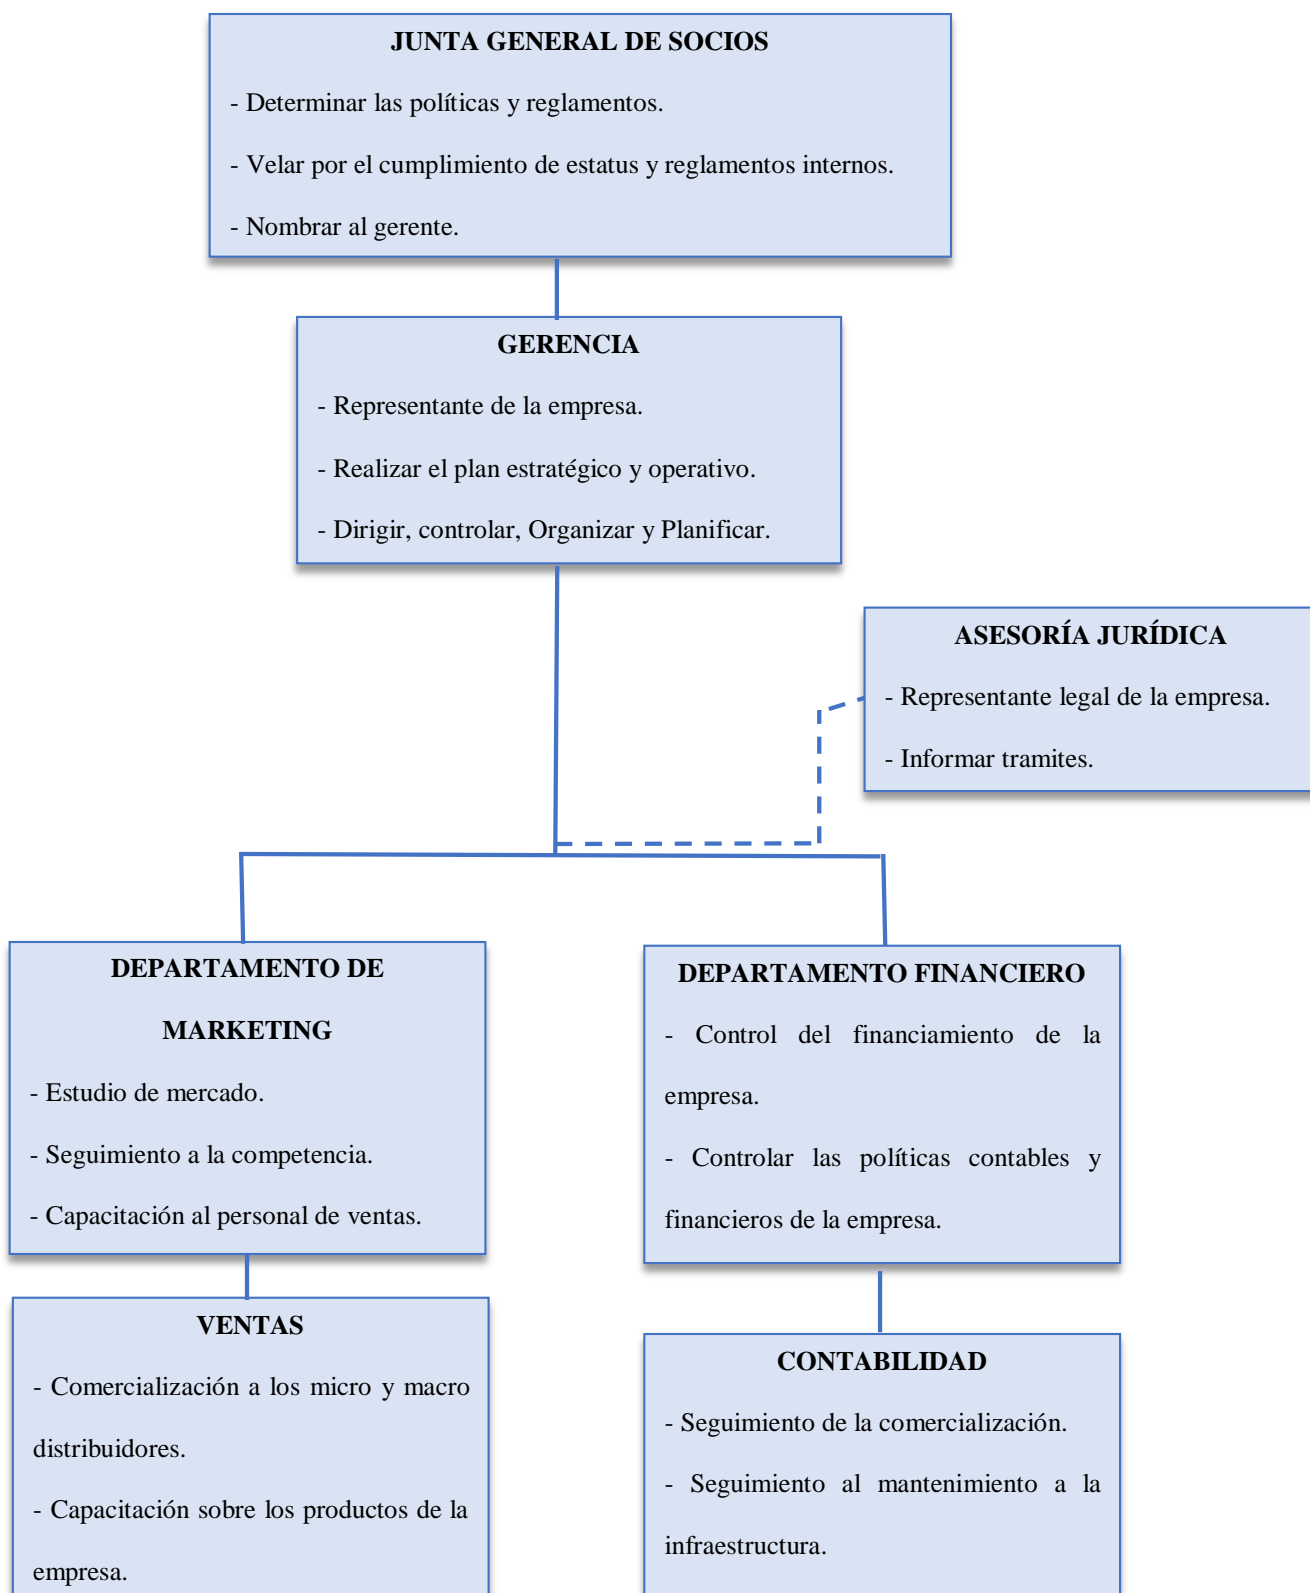 JUNTA GENERAL DE SOCIOS
- Determinar las políticas y reglamentos.
- Velar por el cumplimiento de estatus y reglamentos internos.
- Nombrar al gerente.
GERENCIA
- Representante de la empresa.
- Realizar el plan estratégico y operativo.
- Dirigir, controlar, Organizar y Planificar.
ASESORÍA JURÍDICA
- Representante legal de la empresa.
- Informar tramites.
DEPARTAMENTO DE
MARKETING
- Estudio de mercado.
- Seguimiento a la competencia.
- Capacitación al personal de ventas.
DEPARTAMENTO FINANCIERO
- Control del financiamiento de la
empresa.
- Controlar las políticas contables y
financieros de la empresa.
VENTAS
- Comercialización a los micro y macro
distribuidores.
- Capacitación sobre los productos de la
empresa.
CONTABILIDAD
- Seguimiento de la comercialización.
- Seguimiento al mantenimiento a la
infraestructura.